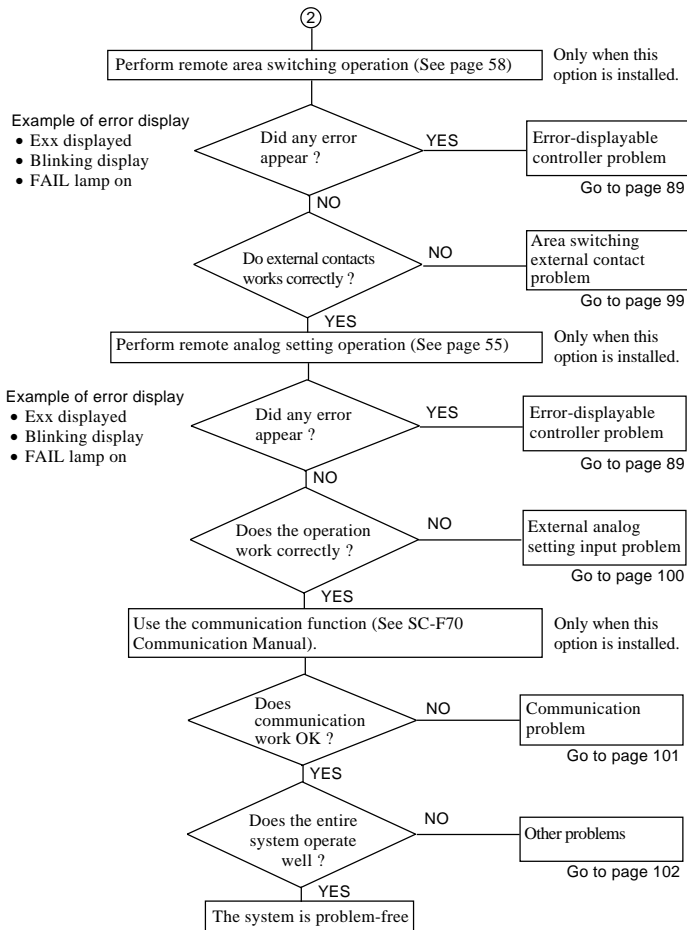 2
Perform remote area switching operation (See page 58)
Only when this
option is installed.
Example of error display
• Exx displayed
• Blinking display
• FAIL lamp on
Did any error
appear ?
YES
Error-displayable
controller problem
Go to page 89
NO
Do external contacts
works correctly ?
NO
Area switching
external contact
problem
Go to page 99
YES
Perform remote analog setting operation (See page 55)
Only when this
option is installed.
Example of error display
• Exx displayed
• Blinking display
• FAIL lamp on
Did any error
appear ?
YES
Error-displayable
controller problem
Go to page 89
NO
Does the operation
work correctly ?
NO
External analog
setting input problem
Go to page 100
YES
Use the communication function (See SC-F70
Communication Manual).
Only when this
option is installed.
Does
communication
work OK ?
NO
Communication
problem
Go to page 101
YES
Does the entire
system operate
well ?
NO
Other problems
Go to page 102
YES
The system is problem-free